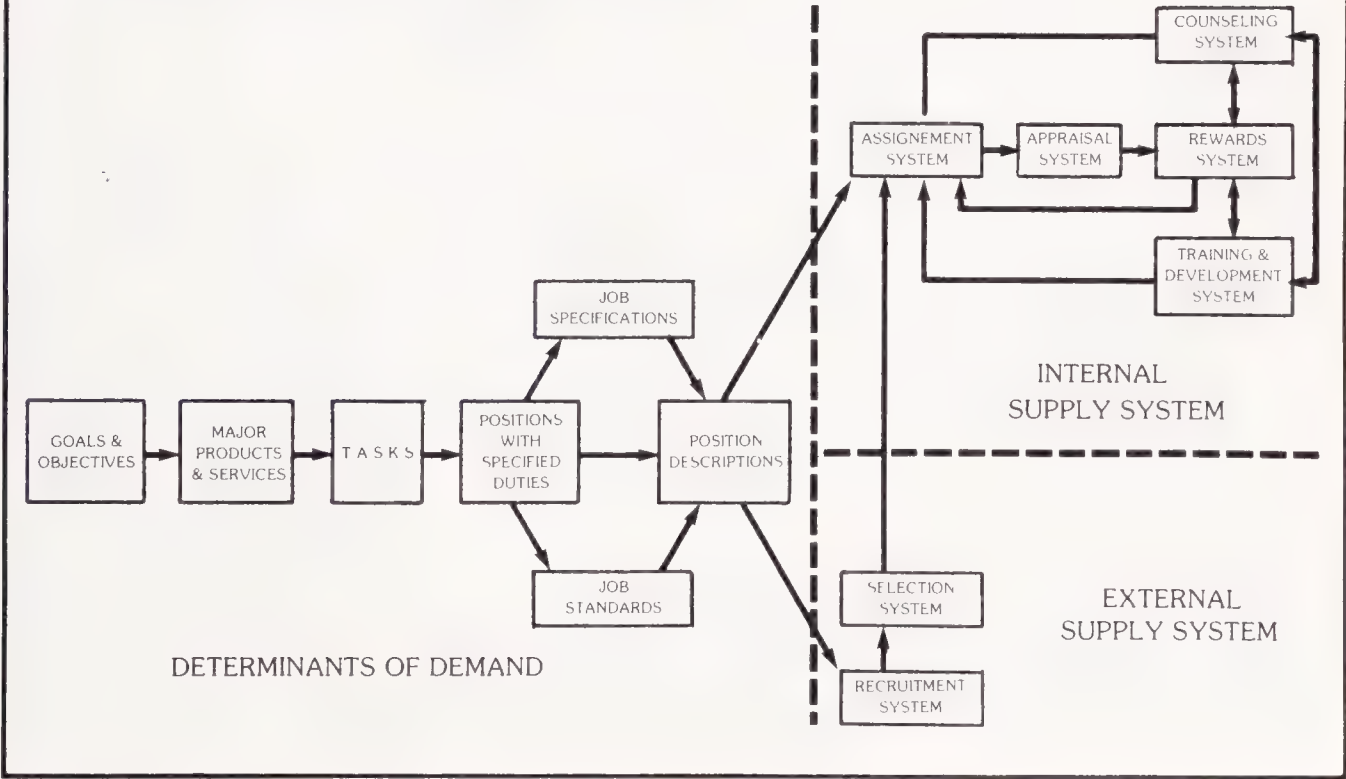 COUNSELING
SYSTEM
ASSIGNEMENT
SYSTEM
APPRAISAL
SYSTEM
REWARDS
SYSTEM
TRAINING &
DEVELOPMENT
SYSTEM
INTERNAL
SUPPLY SYSTEM
JOB
SPECIFICATIONS
GOALS &
OBJECTIVES
MAJOR
PRODUCTS
& SERVICES
TASKS
POSITIONS
WITH
SPECIFIED
DUTIES
POSITION
DESCRIPTIONS
JOB
STANDARDS
DETERMINANTS OF DEMAND
SELECTION
SYSTEM
RECRUITMENT
SYSTEM
EXTERNAL
SUPPLY SYSTEM